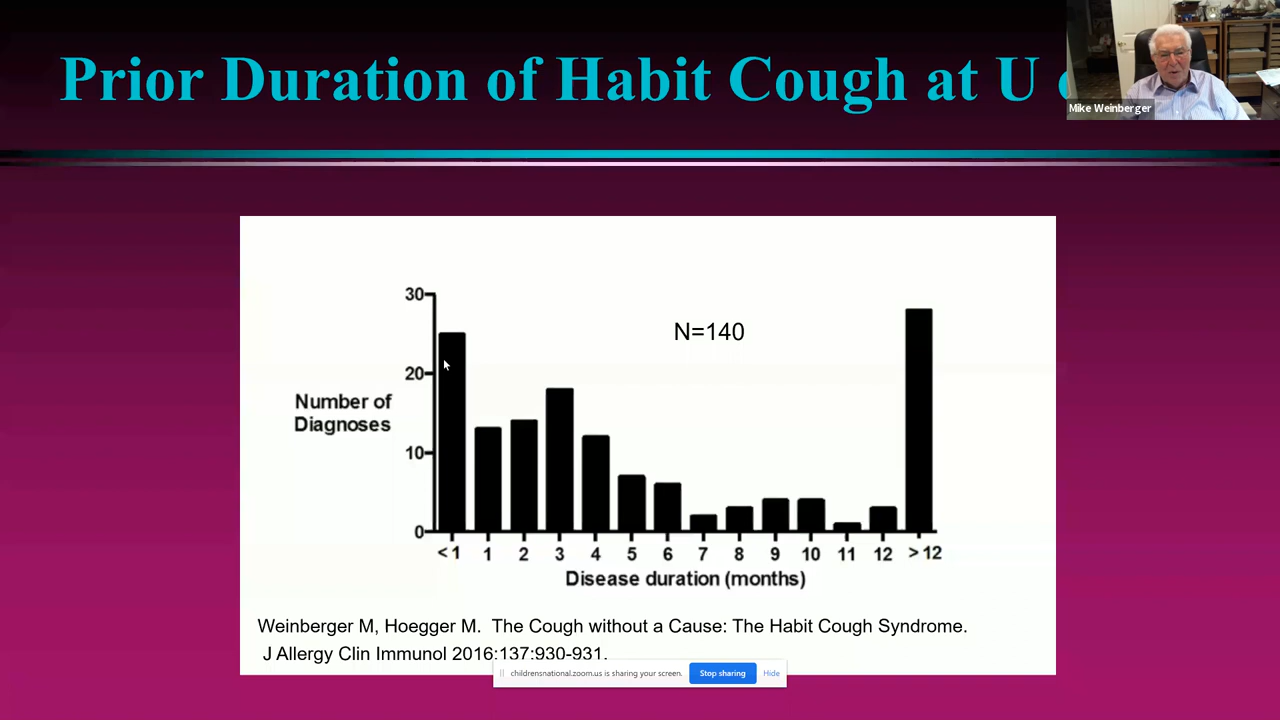 Prior Duration of Habit Cough at U
Mike Weinberger
30
N=140
20
Number of
Diagnoses
10
0
< 1 1 2 3 4 5 6 7 8 9 10 11 12 > 12
Disease duration (months)
Weinberger M, Hoegger M. The Cough without a Cause: The Habit Cough Syndrome.
J Allergy Clin Immunol 2016:137:930-931.
childrensnational.zoom.us is sharing your screen. Stop sharing Hide